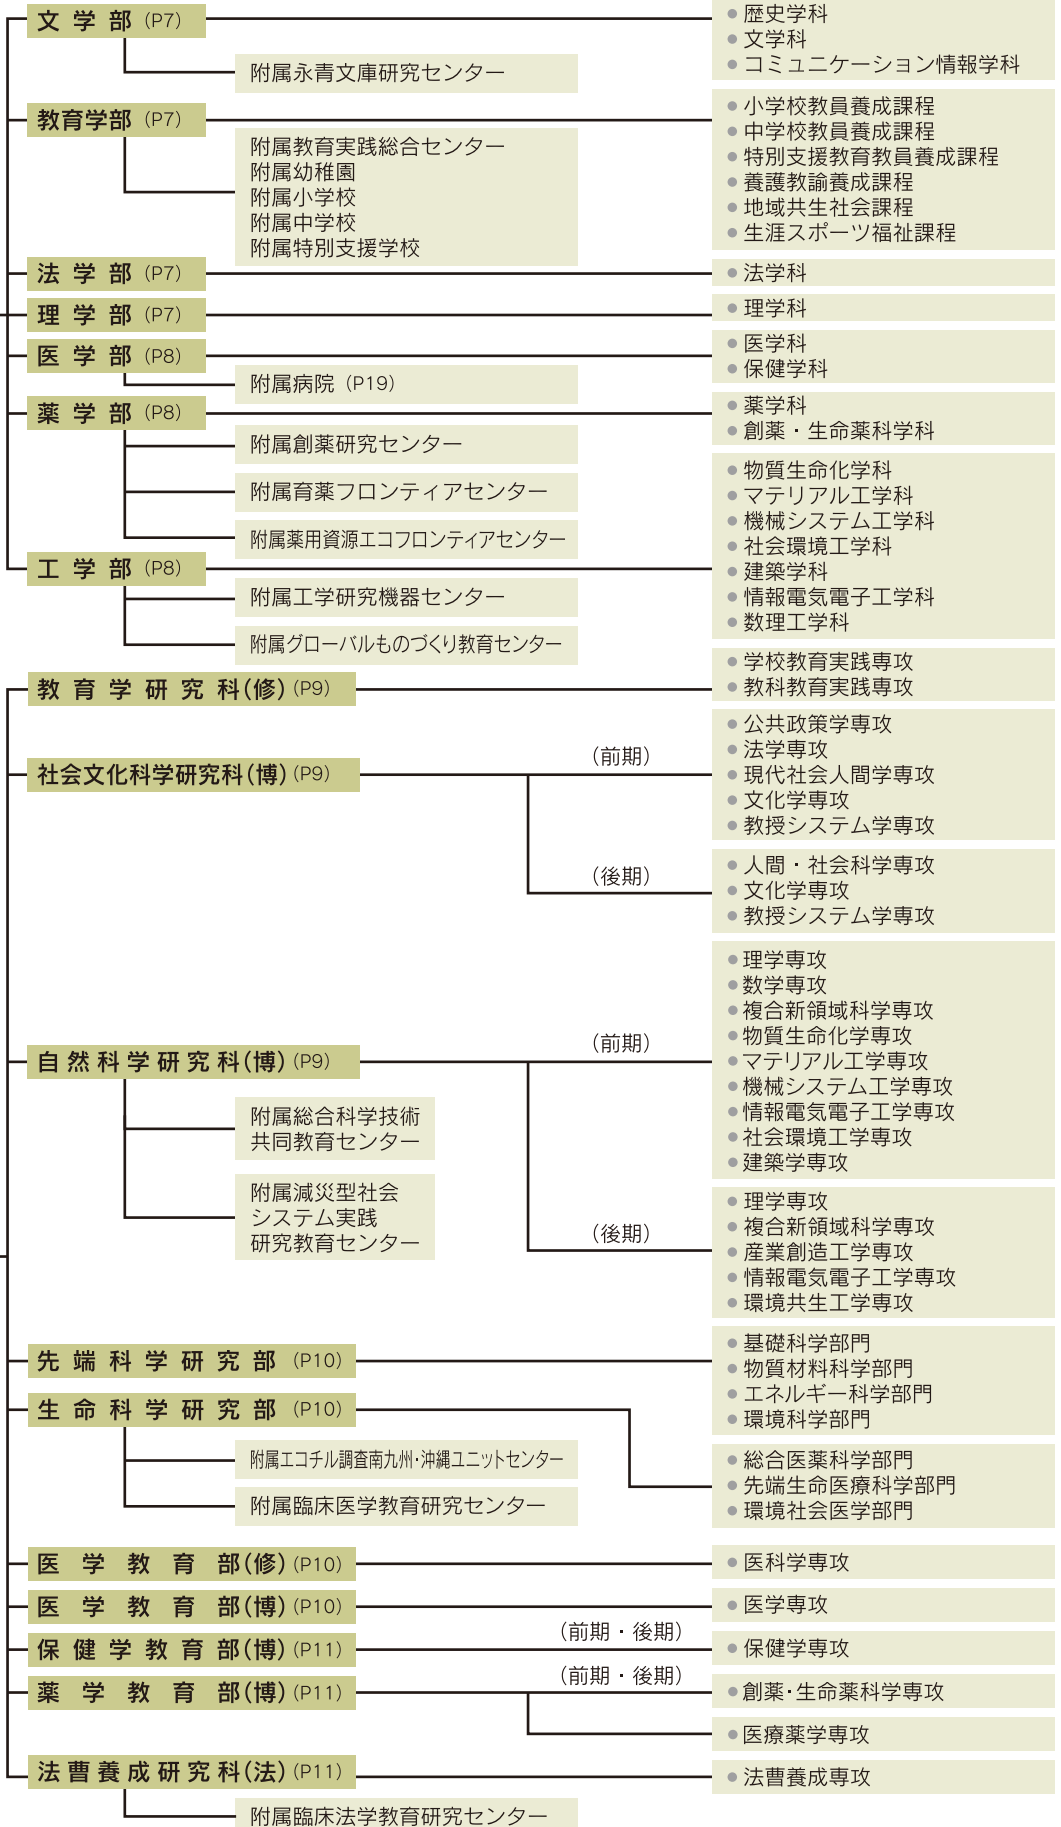 文学部（P7）
歴史学科
文学科
コミュニケーション情報学科
附属永青文庫研究センター
教育学部（P7）
小学校教員養成課程
中学校教員養成課程
特別支援教育教員養成課程
養護教諭養成課程
地域共生社会課程
生涯スポーツ福祉課程
附属教育実践総合センター
附属幼稚園
附属小学校
附属中学校
附属特別支援学校
法学部（P7）
法学科
理学部（P7）
理学科
医学部（P8）
医学科
保健学科
附属病院（P19）
薬学部（P8）
薬学科
創薬・生命薬科学科
附属創薬研究センター
附属育薬フロンティアセンター
附属薬用資源エコフロンティアセンター
工学部（P8）
物質生命化学科
マテリアル工学科
機械システム工学科
社会環境工学科
建築学科
情報電気電子工学科
数理工学科
附属工学研究機器センター
附属グローバルものづくり教育センター
教育学研究科（修）（P9）
学校教育実践専攻
教科教育実践専攻
社会文化科学研究科（博）（P9）
（前期）
公共政策学専攻
法学専攻
現代社会人間学専攻
文化学専攻
教授システム学専攻
（後期）
人間・社会科学専攻
文化学専攻
教授システム学専攻
自然科学研究科（博）（P9）
（前期）
理学専攻
数学専攻
複合新領域科学専攻
物質生命化学専攻
マテリアル工学専攻
機械システム工学専攻
情報電気電子工学専攻
社会環境工学専攻
建築学専攻
附属総合科学技術
共同教育センター
附属減災型社会
システム実践
研究教育センター
（後期）
理学専攻
複合新領域科学専攻
産業創造工学専攻
情報電気電子工学専攻
環境共生工学専攻
先端科学研究部（P10）
基礎科学部門
物質材料科学部門
エネルギー科学部門
環境科学部門
生命科学研究部（P10）
総合医薬科学部門
先端生命医療科学部門
環境社会医学部門
附属エコチル調査南九州・沖縄ユニットセンター
附属臨床医学教育研究センター
医学教育部（修）（P10）
医科学専攻
医学教育部（博）（P10）
医学専攻
保健学教育部（博）（P11）
（前期・後期）
保健学専攻
薬学教育部（博）（P11）
（前期・後期）
創薬・生命薬科学専攻
医療薬学専攻
法曹養成研究科（法）（P11）
法曹養成専攻
附属臨床法学教育研究センター